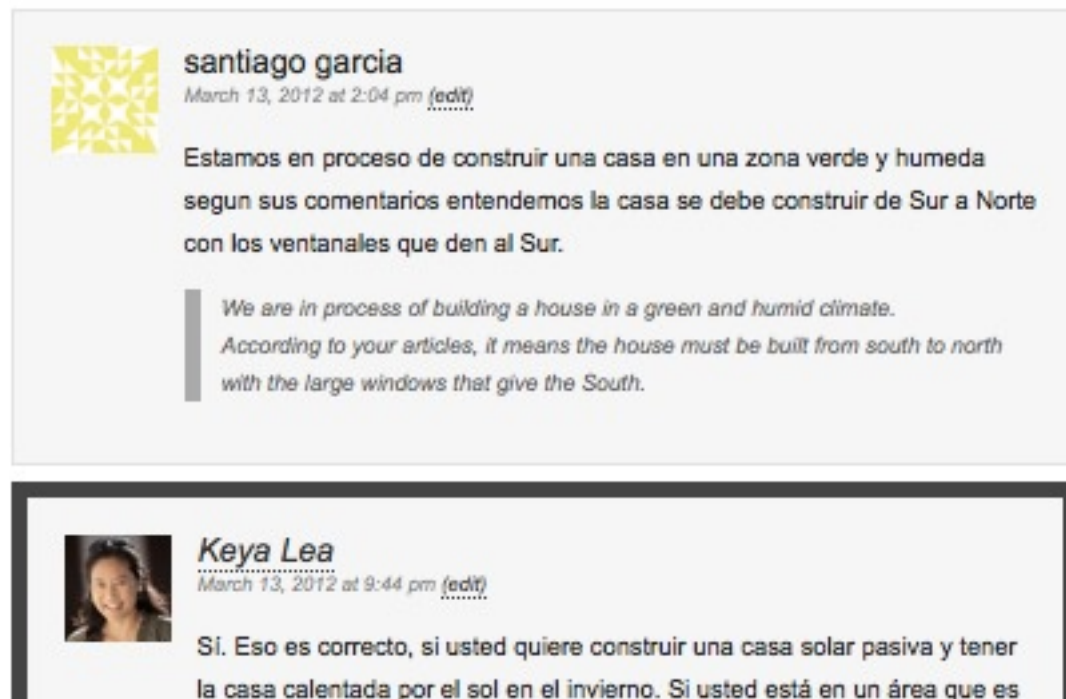 santiago garcia
March 13, 2012 at 2:04 pm (edit)
Estamos en proceso de construir una casa en una zona verde y humeda
segun sus comentarios entendemos la casa se debe construir de Sur a Norte
con los ventanales que den al Sur.
We are in process of building a house in a green and humid climate.
According to your articles, it means the house must be built from south to north
with the large windows that give the South.
Keya Lea
March 13, 2012 at 9:44 pm (edit)
Sí. Eso es correcto, si usted quiere construir una casa solar pasiva y tener
la casa calentada por el sol en el invierno. Si usted está en un área que es